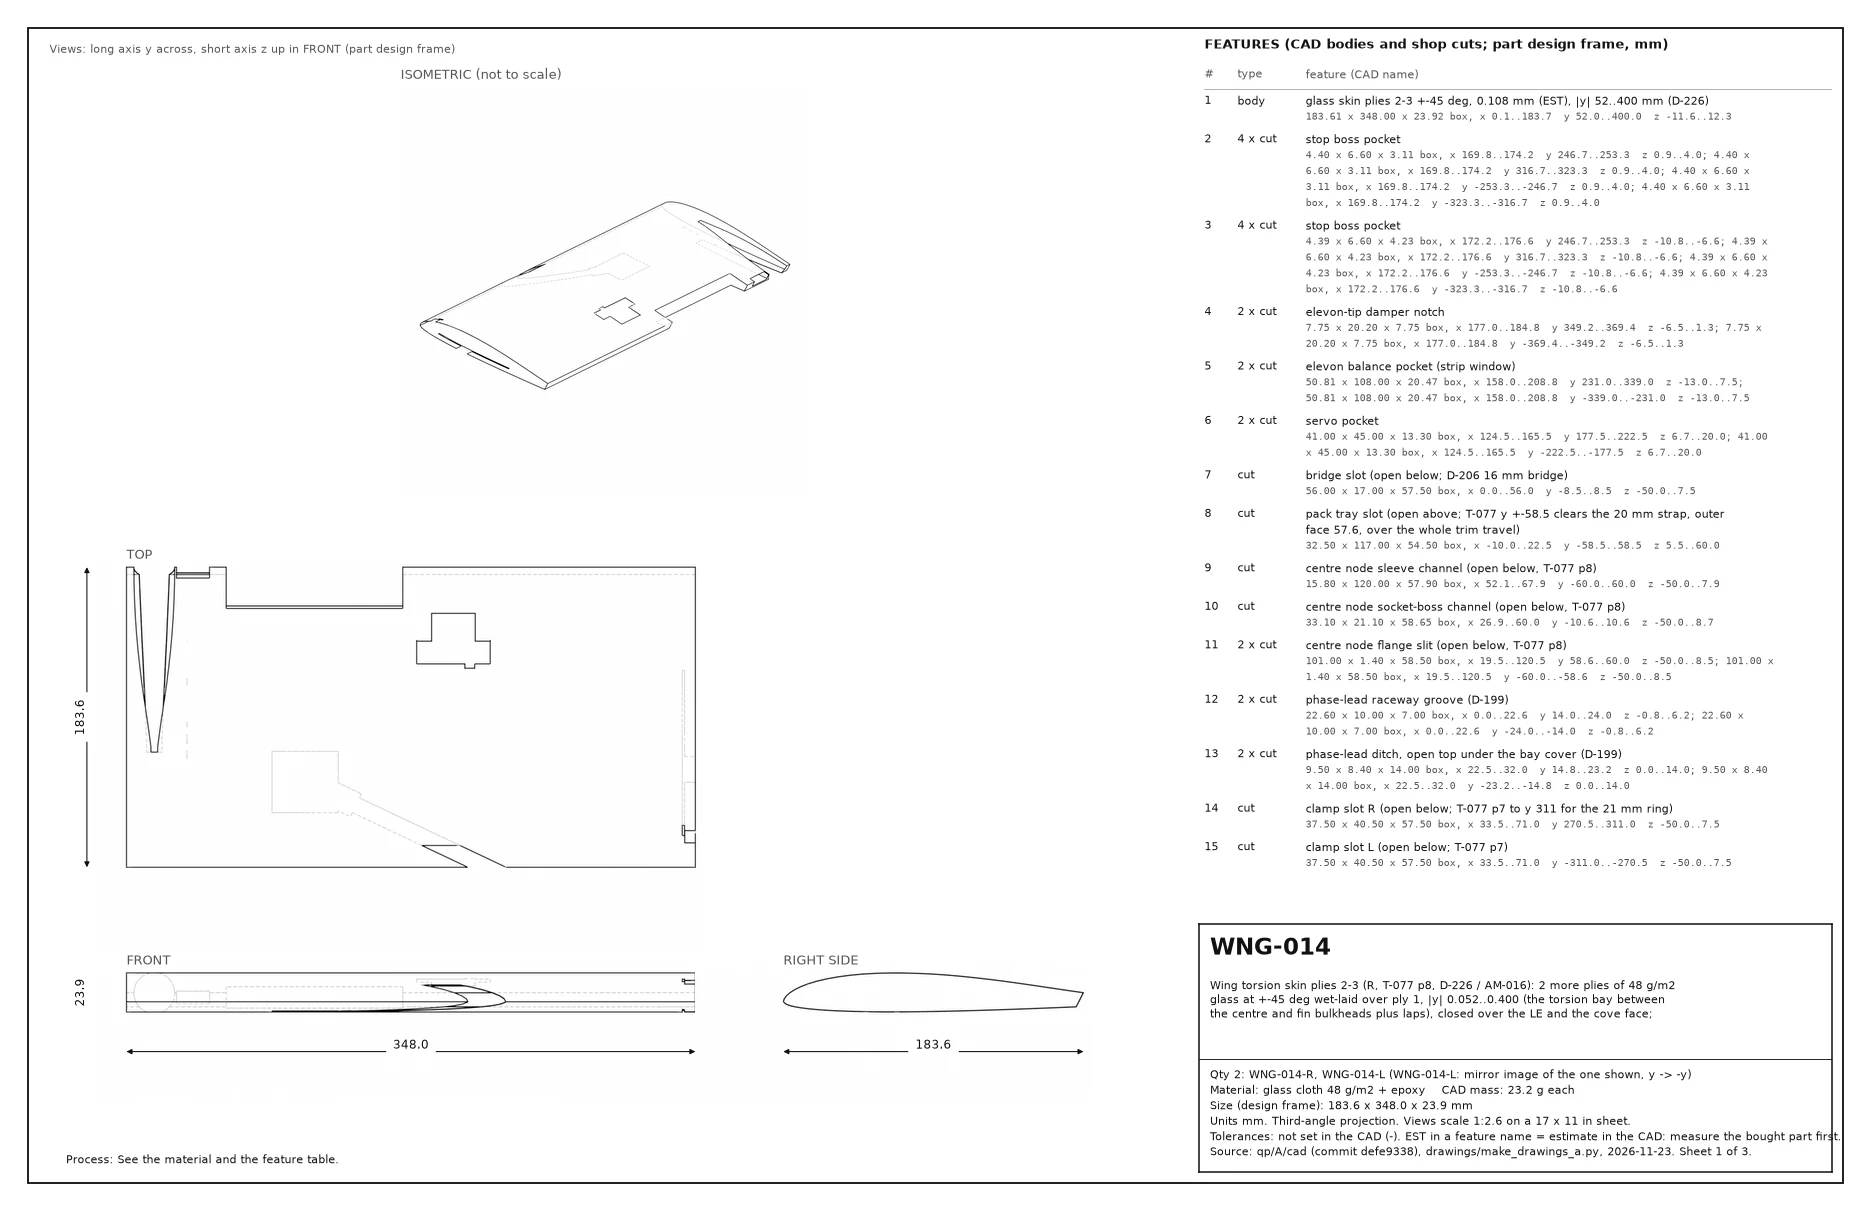 Views: long axis y across, short axis z up in FRONT (part design frame)
ISOMETRIC (not to scale)
TOP
183.6
FRONT
23.9
348.0
RIGHT SIDE
183.6
Process: See the material and the feature table.
FEATURES (CAD bodies and shop cuts; part design frame, mm)
# type feature (CAD name)
1 body glass skin plies 2-3 +-45 deg, 0.108 mm (EST), |y| 52..400 mm (D-226)
183.61 x 348.00 x 23.92 box, x 0.1..183.7 y 52.0..400.0 z -11.6..12.3
2 4 x cut stop boss pocket
4.40 x 6.60 x 3.11 box, x 169.8..174.2 y 246.7..253.3 z 0.9..4.0; 4.40 x
6.60 x 3.11 box, x 169.8..174.2 y 316.7..323.3 z 0.9..4.0; 4.40 x 6.60 x
3.11 box, x 169.8..174.2 y -253.3..-246.7 z 0.9..4.0; 4.40 x 6.60 x 3.11
box, x 169.8..174.2 y -323.3..-316.7 z 0.9..4.0
3 4 x cut stop boss pocket
4.39 x 6.60 x 4.23 box, x 172.2..176.6 y 246.7..253.3 z -10.8..-6.6; 4.39 x
6.60 x 4.23 box, x 172.2..176.6 y 316.7..323.3 z -10.8..-6.6; 4.39 x 6.60 x
4.23 box, x 172.2..176.6 y -253.3..-246.7 z -10.8..-6.6; 4.39 x 6.60 x 4.23
box, x 172.2..176.6 y -323.3..-316.7 z -10.8..-6.6
4 2 x cut elevon-tip damper notch
7.75 x 20.20 x 7.75 box, x 177.0..184.8 y 349.2..369.4 z -6.5..1.3; 7.75 x
20.20 x 7.75 box, x 177.0..184.8 y -369.4..-349.2 z -6.5..1.3
5 2 x cut elevon balance pocket (strip window)
50.81 x 108.00 x 20.47 box, x 158.0..208.8 y 231.0..339.0 z -13.0..7.5;
50.81 x 108.00 x 20.47 box, x 158.0..208.8 y -339.0..-231.0 z -13.0..7.5
6 2 x cut servo pocket
41.00 x 45.00 x 13.30 box, x 124.5..165.5 y 177.5..222.5 z 6.7..20.0; 41.00
x 45.00 x 13.30 box, x 124.5..165.5 y -222.5..-177.5 z 6.7..20.0
7 cut bridge slot (open below; D-206 16 mm bridge)
56.00 x 17.00 x 57.50 box, x 0.0..56.0 y -8.5..8.5 z -50.0..7.5
8 cut pack tray slot (open above; T-077 y +-58.5 clears the 20 mm strap, outer
face 57.6, over the whole trim travel)
32.50 x 117.00 x 54.50 box, x -10.0..22.5 y -58.5..58.5 z 5.5..60.0
9 cut centre node sleeve channel (open below, T-077 p8)
15.80 x 120.00 x 57.90 box, x 52.1..67.9 y -60.0..60.0 z -50.0..7.9
10 cut centre node socket-boss channel (open below, T-077 p8)
33.10 x 21.10 x 58.65 box, x 26.9..60.0 y -10.6..10.6 z -50.0..8.7
11 2 x cut centre node flange slit (open below, T-077 p8)
101.00 x 1.40 x 58.50 box, x 19.5..120.5 y 58.6..60.0 z -50.0..8.5; 101.00 x
1.40 x 58.50 box, x 19.5..120.5 y -60.0..-58.6 z -50.0..8.5
12 2 x cut phase-lead raceway groove (D-199)
22.60 x 10.00 x 7.00 box, x 0.0..22.6 y 14.0..24.0 z -0.8..6.2; 22.60 x
10.00 x 7.00 box, x 0.0..22.6 y -24.0..-14.0 z -0.8..6.2
13 2 x cut phase-lead ditch, open top under the bay cover (D-199)
9.50 x 8.40 x 14.00 box, x 22.5..32.0 y 14.8..23.2 z 0.0..14.0; 9.50 x 8.40
x 14.00 box, x 22.5..32.0 y -23.2..-14.8 z 0.0..14.0
14 cut clamp slot R (open below; T-077 p7 to y 311 for the 21 mm ring)
37.50 x 40.50 x 57.50 box, x 33.5..71.0 y 270.5..311.0 z -50.0..7.5
15 cut clamp slot L (open below; T-077 p7)
37.50 x 40.50 x 57.50 box, x 33.5..71.0 y -311.0..-270.5 z -50.0..7.5
WNG-014
Wing torsion skin plies 2-3 (R, T-077 p8, D-226 / AM-016): 2 more plies of 48 g/m2
glass at +-45 deg wet-laid over ply 1, |y| 0.052..0.400 (the torsion bay between
the centre and fin bulkheads plus laps), closed over the LE and the cove face;
Qty 2: WNG-014-R, WNG-014-L (WNG-014-L: mirror image of the one shown, y -> -y)
Material: glass cloth 48 g/m2 + epoxy CAD mass: 23.2 g each
Size (design frame): 183.6 x 348.0 x 23.9 mm
Units mm. Third-angle projection. Views scale 1:2.6 on a 17 x 11 in sheet.
Tolerances: not set in the CAD (-). EST in a feature name = estimate in the CAD: measure the bought part first.
Source: qp/A/cad (commit defe9338), drawings/make_drawings_a.py, 2026-11-23. Sheet 1 of 3.